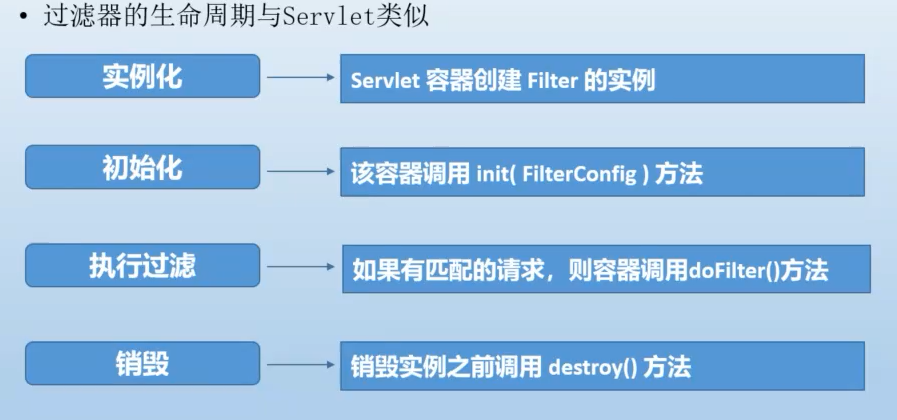 • 过滤器的生命周期与Servlet类似
实例化
Servlet 容器创建 Filter 的实例
初始化
该容器调用 init( FilterConfig ) 方法
执行过滤
如果有匹配的请求，则容器调用doFilter()方法
销毁
销毁实例之前调用 destroy() 方法